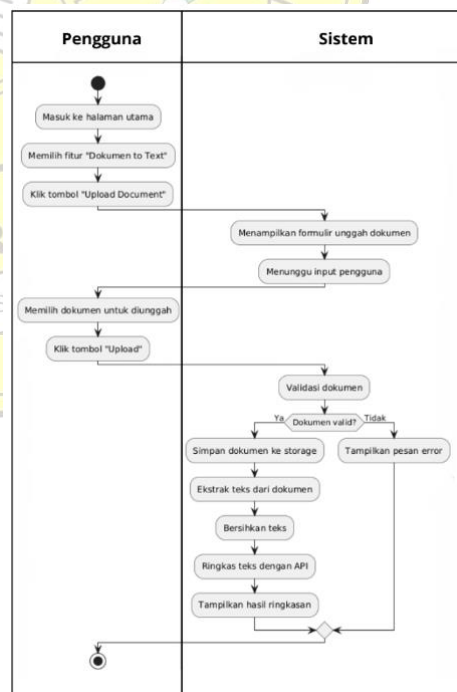 Pengguna
Sistem
Masuk ke halaman utama
Memilih fitur "Dokumen to Text"
Klik tombol "Upload Document"
Menampilkan formulir unggah dokumen
Menunggu input pengguna
Memilih dokumen untuk diunggah
Klik tombol "Upload"
Validasi dokumen
Ya
Dokumen valid?
Tidak
Simpan dokumen ke storage
Tampilkan pesan error
Ekstrak teks dari dokumen
Bersihkan teks
Ringkas teks dengan API
Tampilkan hasil ringkasan